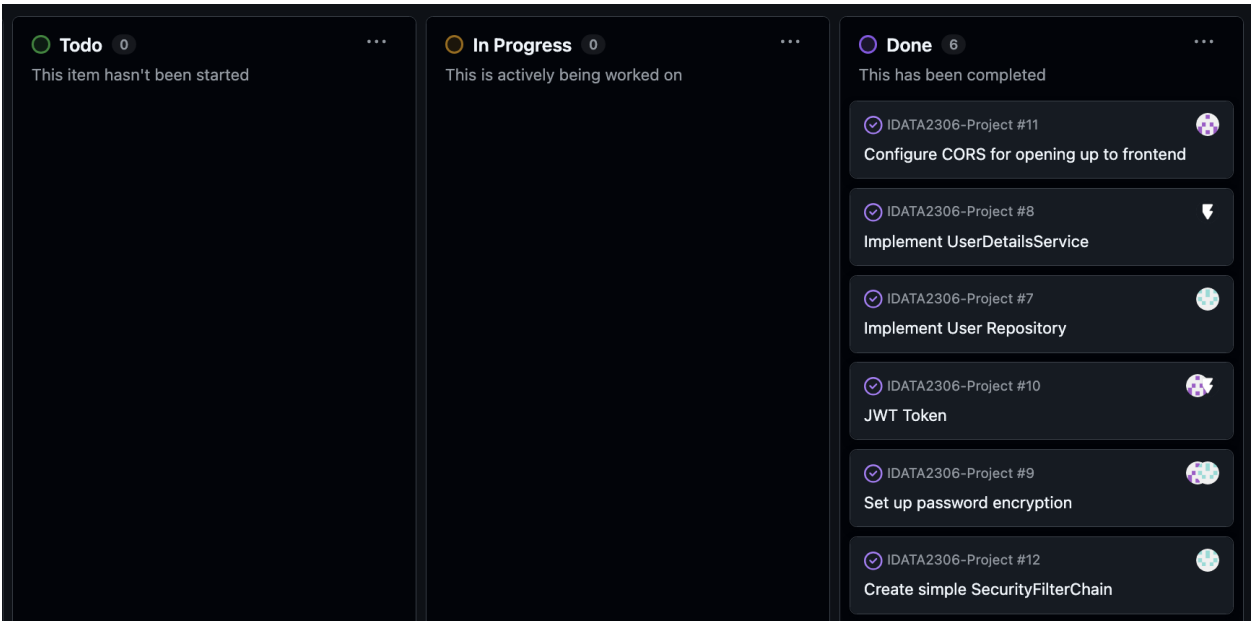 Todo 0
This item hasn't been started
In Progress 0
This is actively being worked on
Done 6
This has been completed
IDATA2306-Project #11
Configure CORS for opening up to frontend
IDATA2306-Project #8
Implement UserDetailsService
IDATA2306-Project #7
Implement User Repository
IDATA2306-Project #10
JWT Token
IDATA2306-Project #9
Set up password encryption
IDATA2306-Project #12
Create simple SecurityFilterChain